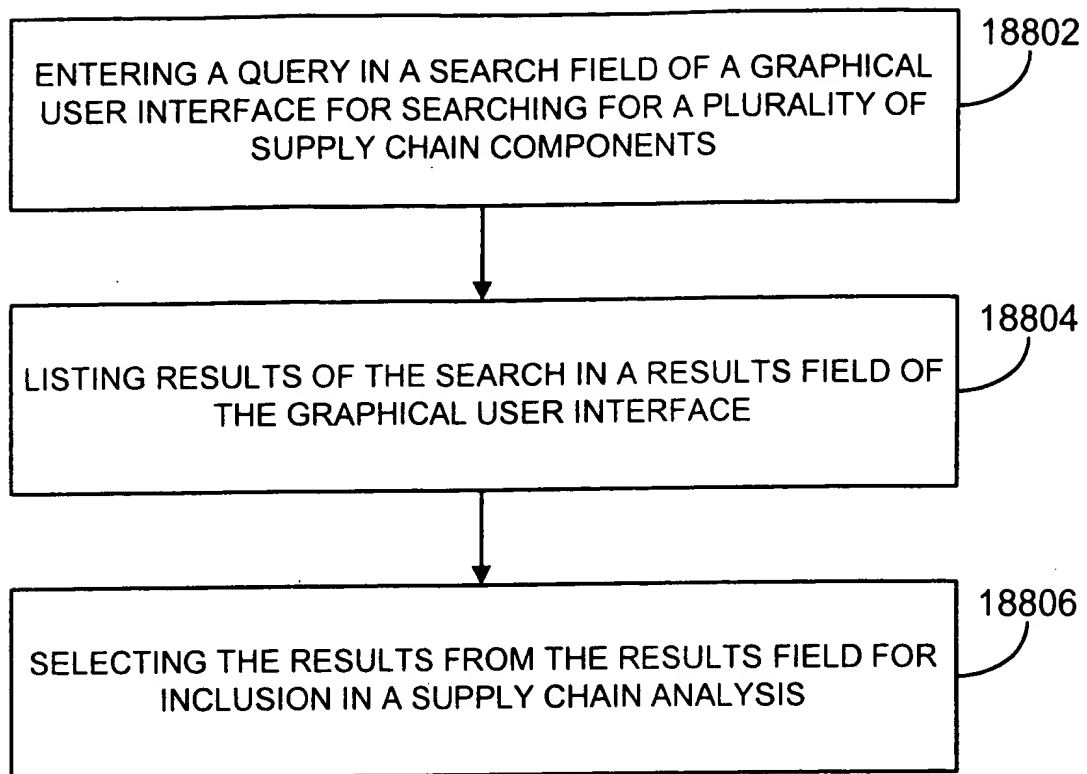 18802
ENTERING A QUERY IN A SEARCH FIELD OF A GRAPHICAL
USER INTERFACE FOR SEARCHING FOR A PLURALITY OF
SUPPLY CHAIN COMPONENTS
18804
LISTING RESULTS OF THE SEARCH IN A RESULTS FIELD OF
THE GRAPHICAL USER INTERFACE
18806
SELECTING THE RESULTS FROM THE RESULTS FIELD FOR
INCLUSION IN A SUPPLY CHAIN ANALYSIS